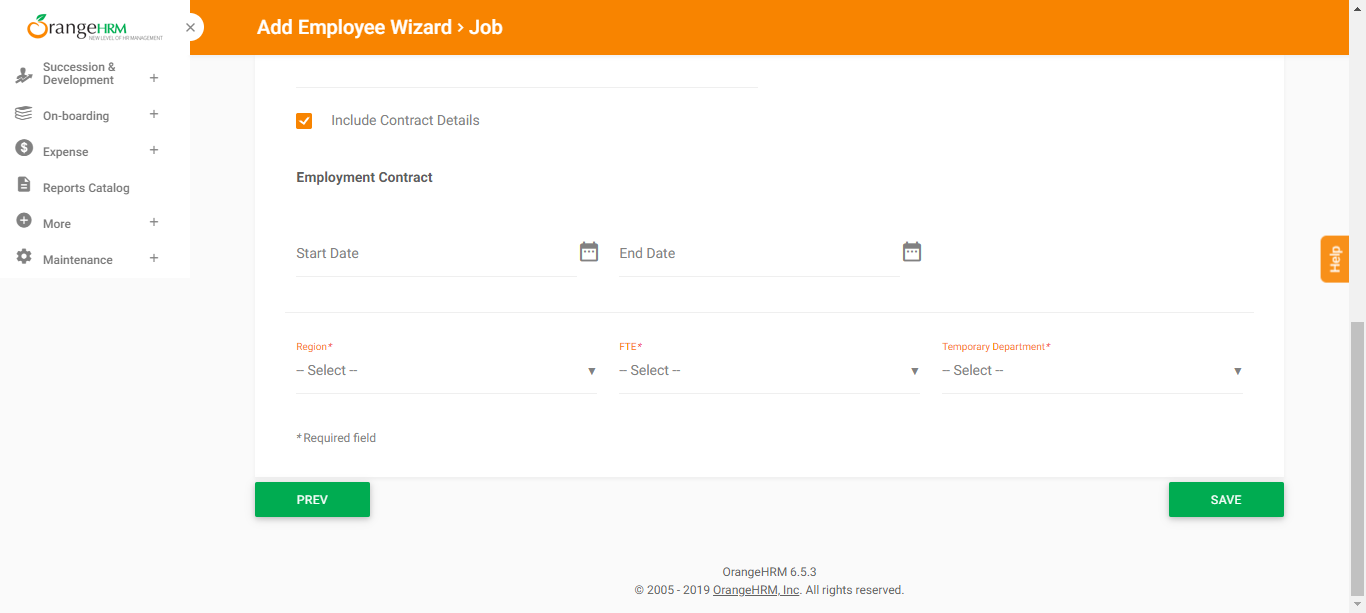 OrangeHRM
NEW LEVEL OF HR MANAGEMENT
Add Employee Wizard › Job
Succession &
Development
On-boarding
Expense
Reports Catalog
More
Maintenance
Include Contract Details
Employment Contract
Start Date
End Date
Region*
FTE*
Temporary Department*
-- Select --
-- Select --
-- Select --
* Required field
PREV
SAVE
Help
OrangeHRM 6.5.3
© 2005 - 2019 OrangeHRM, Inc. All rights reserved.